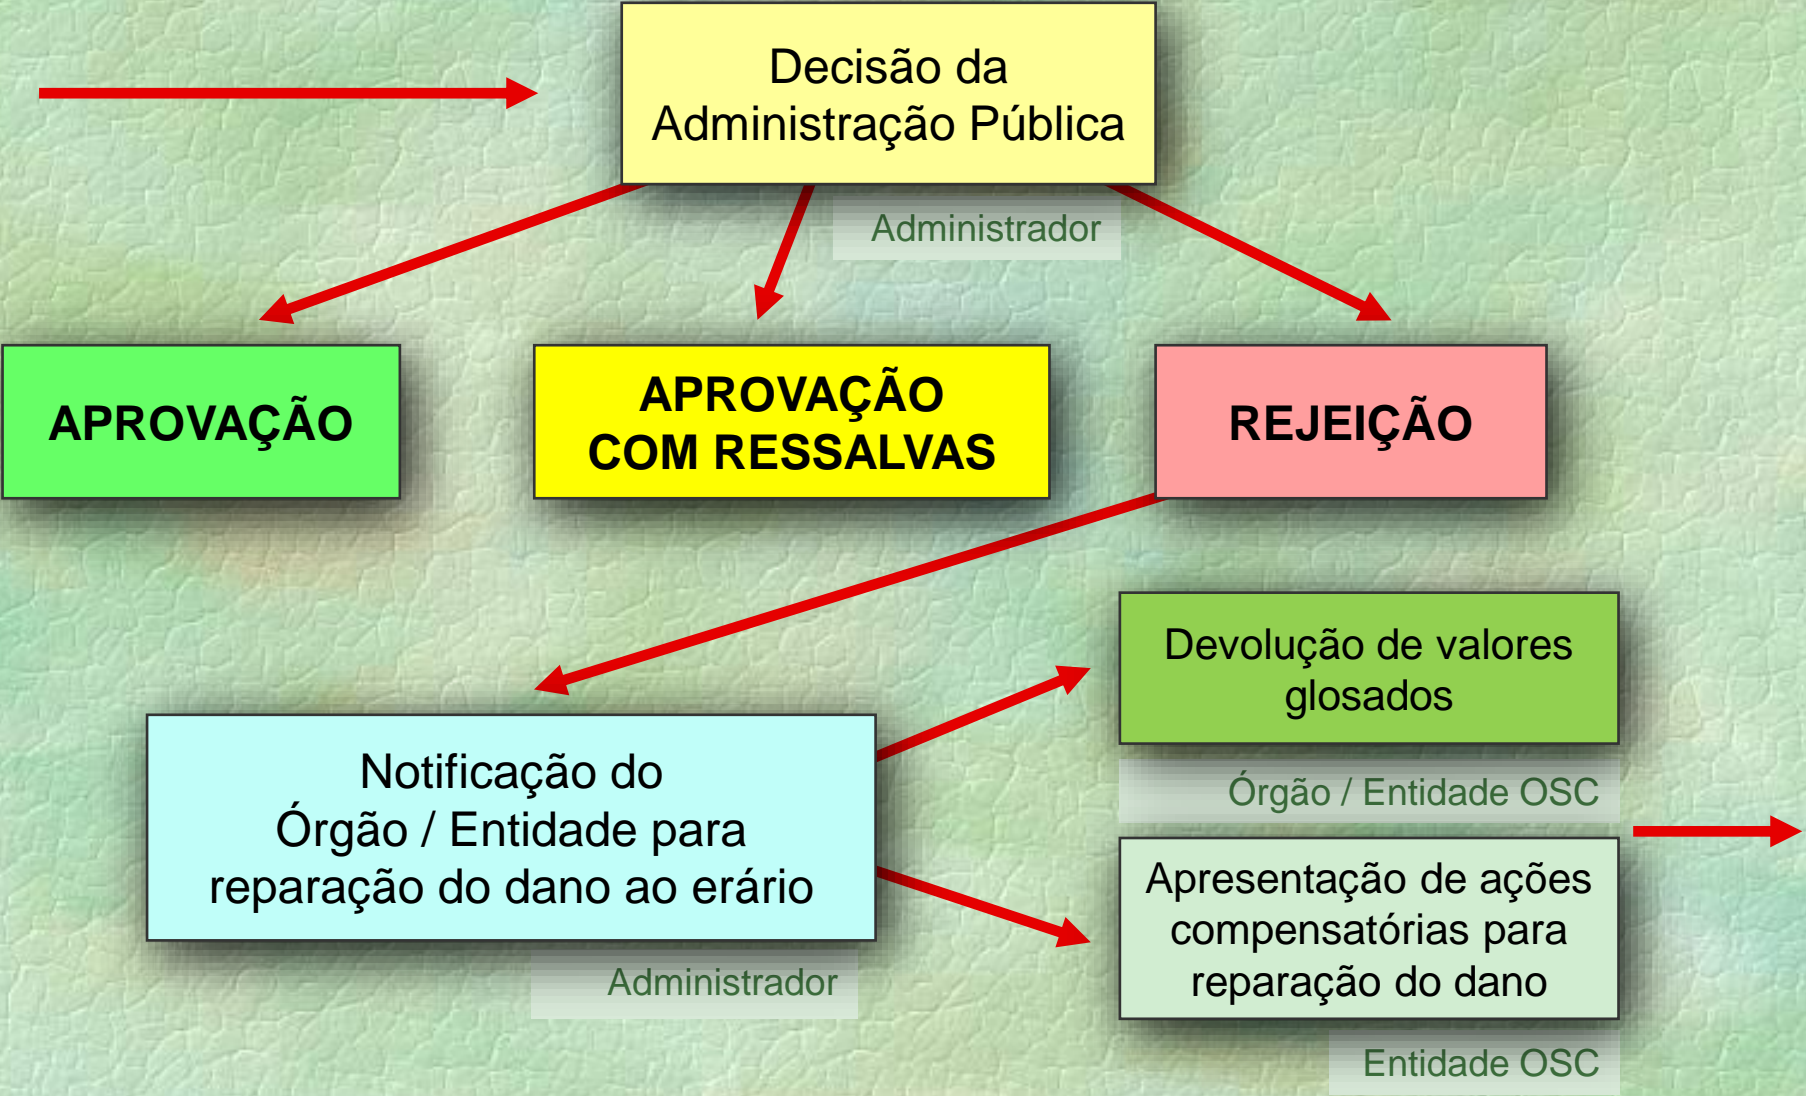 Decisão da
Administração Pública
Administrador
APROVAÇÃO
APROVAÇÃO
COM RESSALVAS
REJEIÇÃO
Notificação do
Órgão / Entidade para
reparação do dano ao erário
Administrador
Devolução de valores
glosados
Órgão / Entidade OSC
Apresentação de ações
compensatórias para
reparação do dano
Entidade OSC